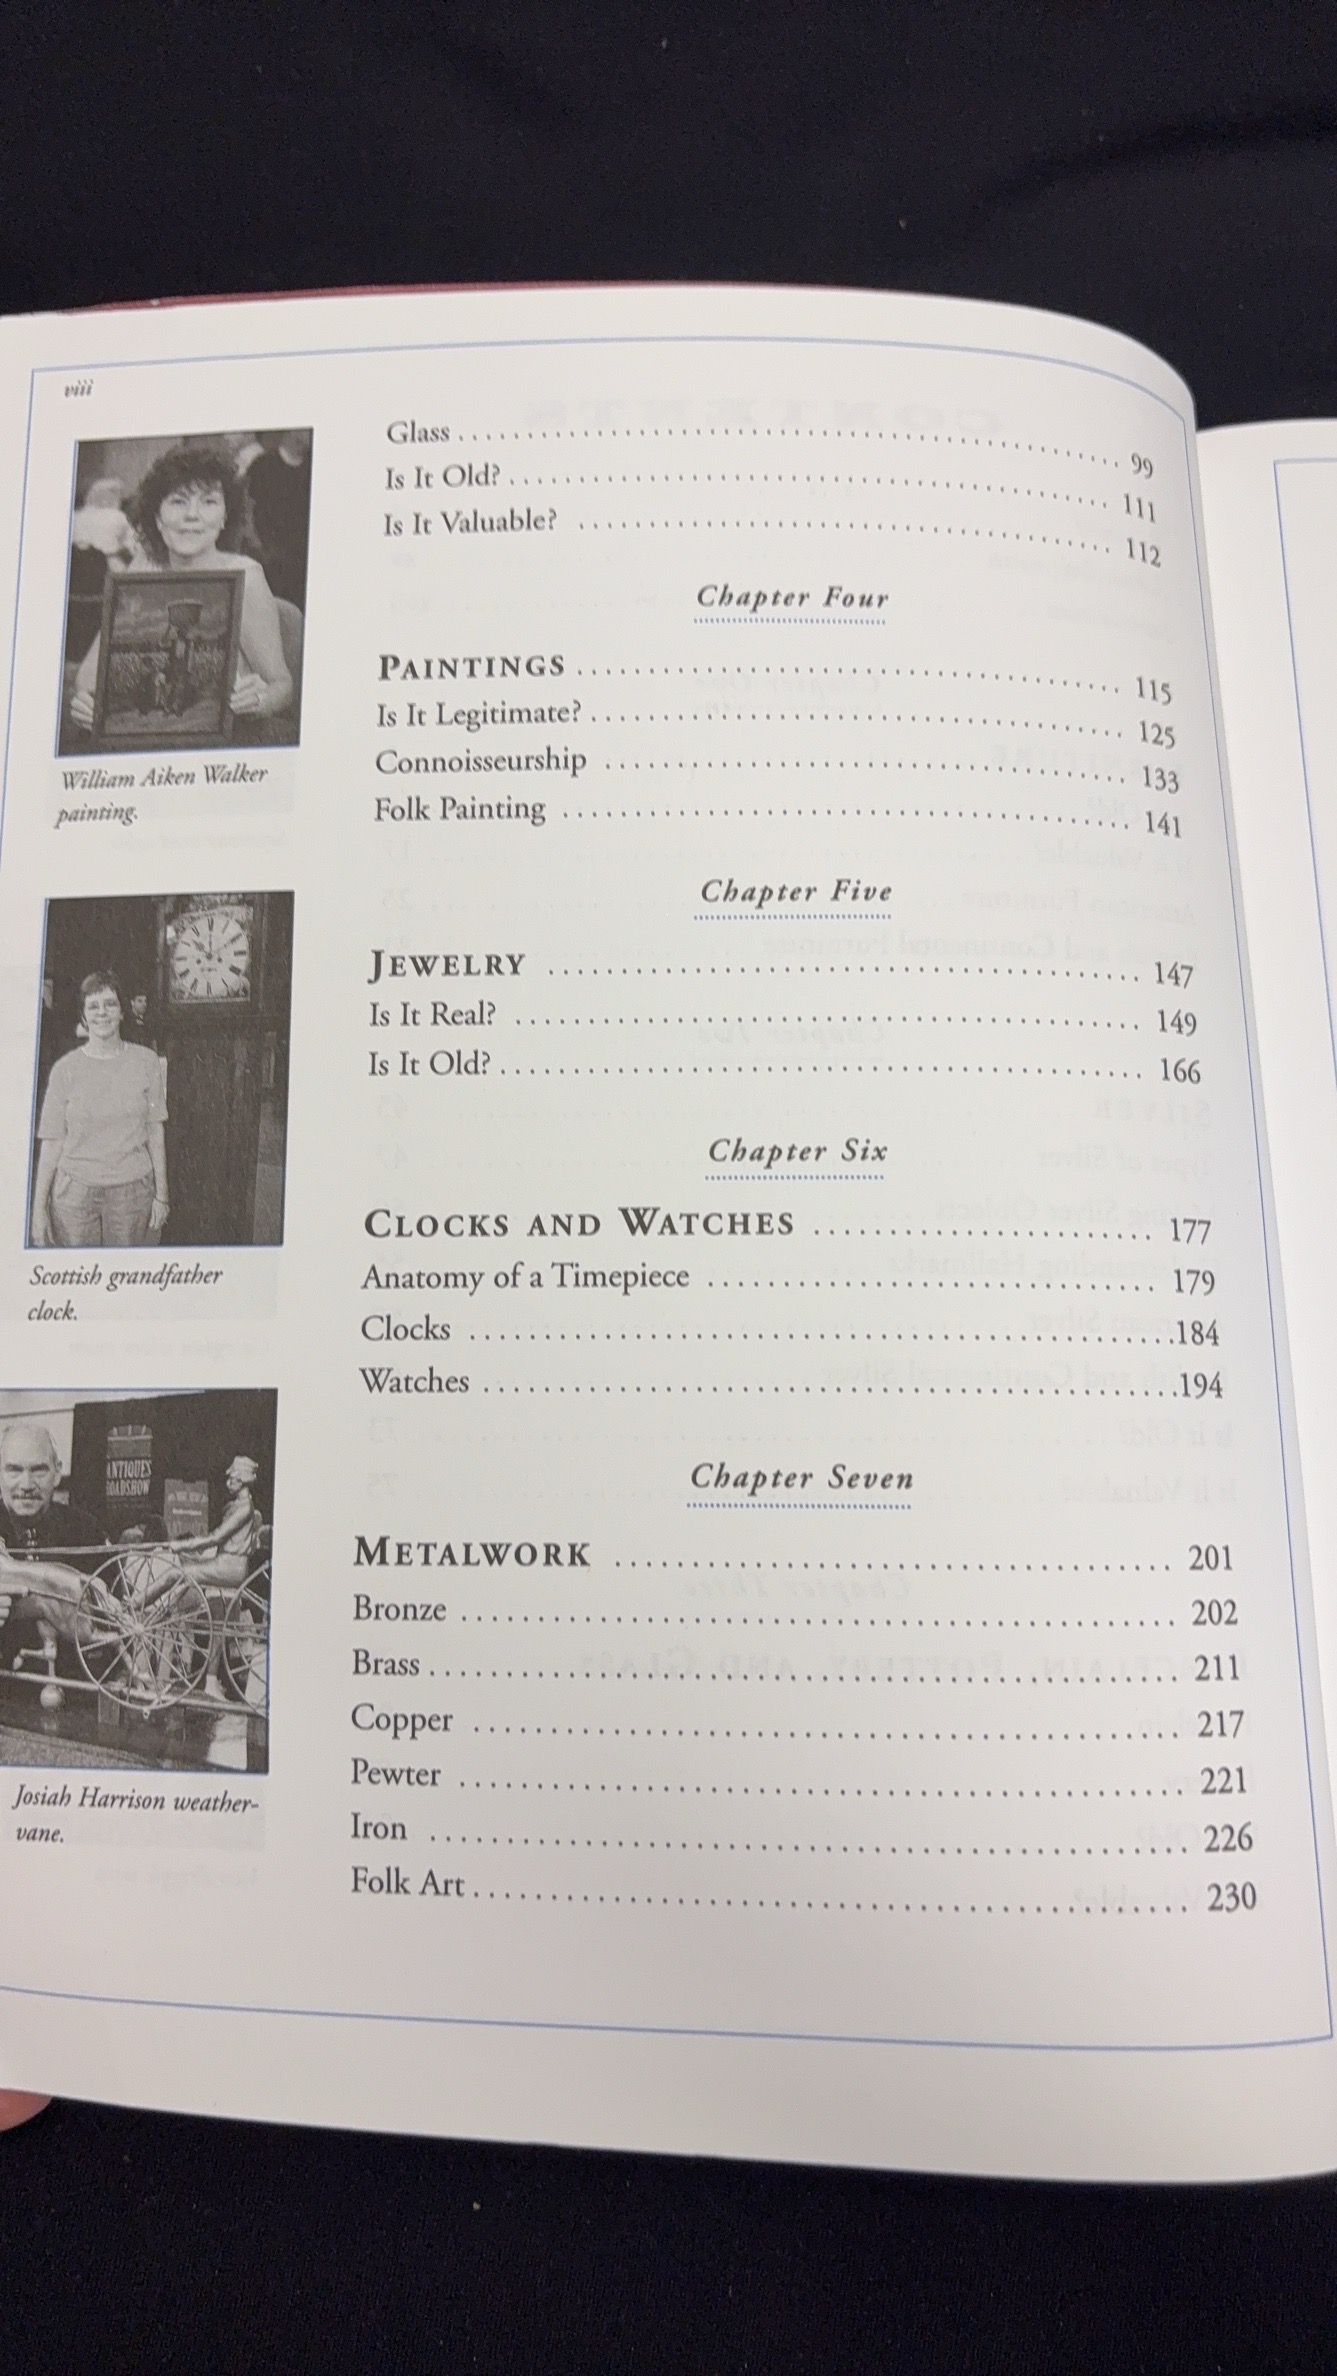 viii
Glass 99
Is It Old? 111
Is It Valuable? 112
Chapter Four
PAINTINGS 115
Is It Legitimate? 125
Connoisseurship 133
Folk Painting 141
Chapter Five
JEWELRY 147
Is It Real? 149
Is It Old? 166
Chapter Six
CLOCKS AND WATCHES 177
Anatomy of a Timepiece 179
Clocks 184
Watches 194
Chapter Seven
METALWORK 201
Bronze 202
Brass 211
Copper 217
Pewter 221
Iron 226
Folk Art 230
William Aiken Walker
painting.
Scottish grandfather
clock.
ANTIQUES
ROADSHOW
Josiah Harrison weather-
vane.